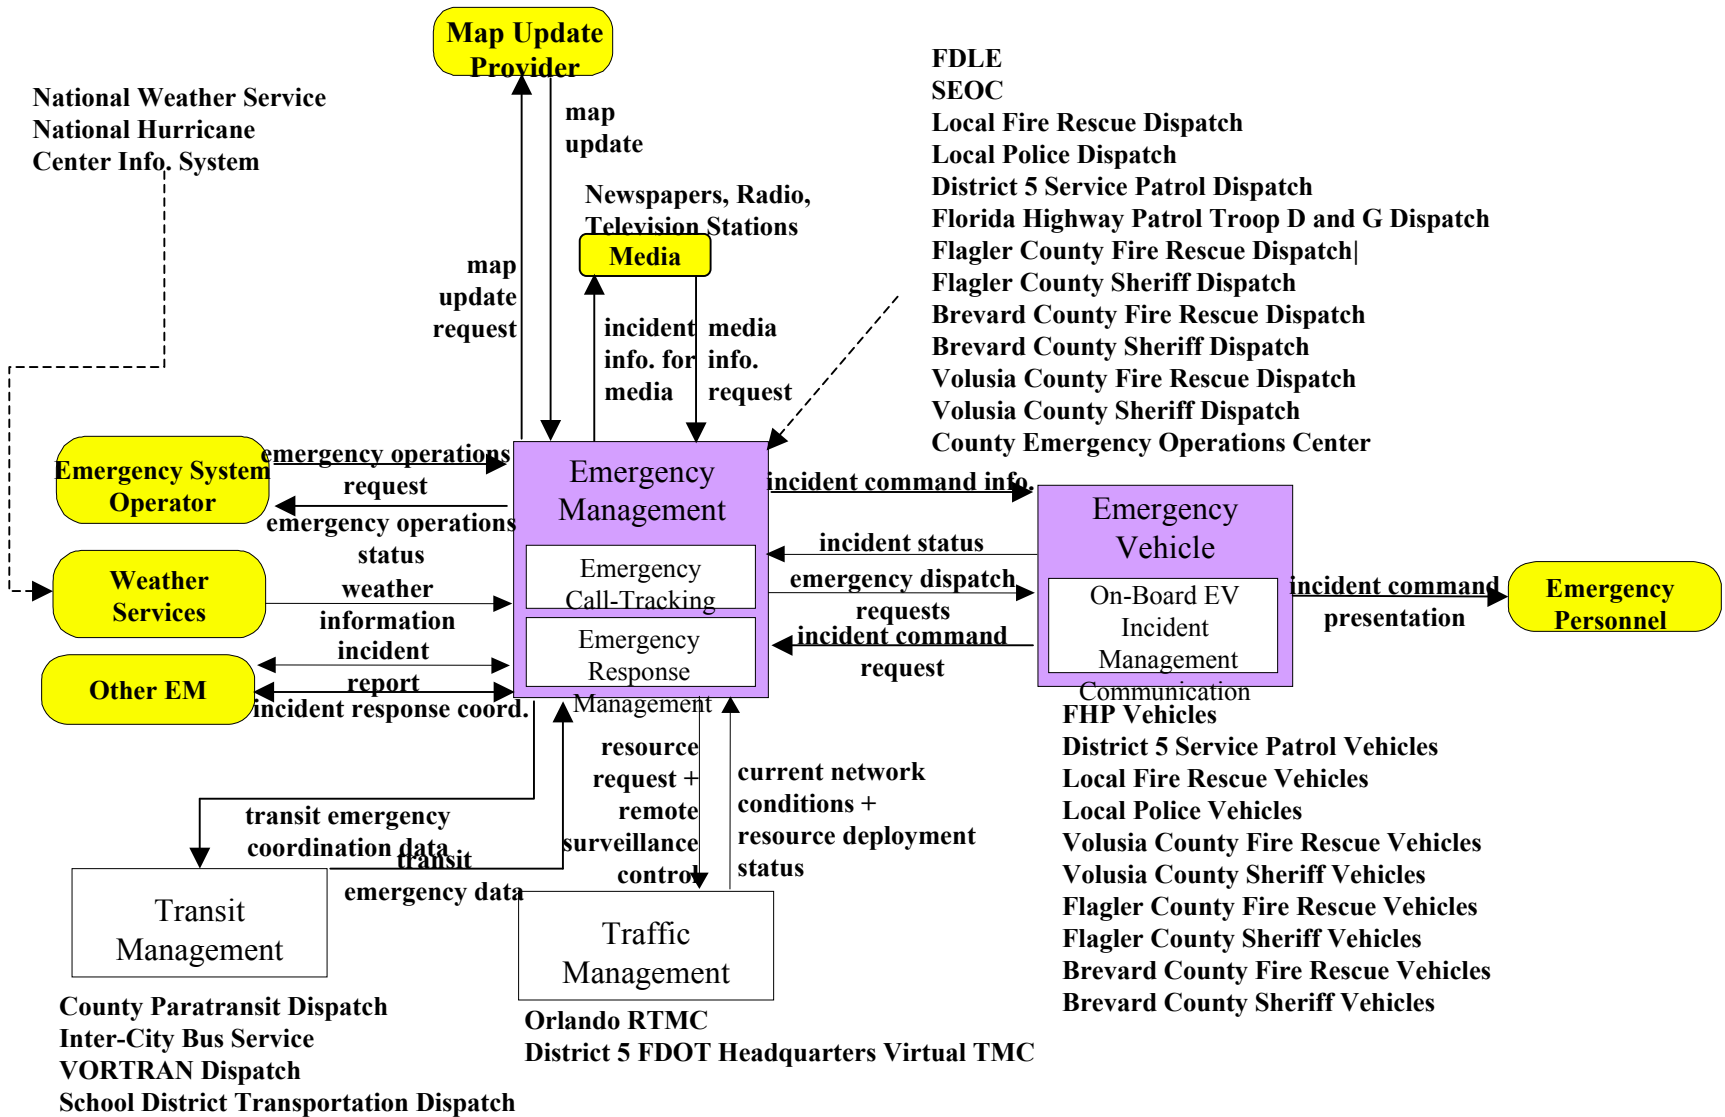 Map Update
Provider
National Weather Service
National Hurricane
Center Info. System
map
update
Newspapers, Radio,
Television Stations
Media
map
update
request
incident
info. for
media
media
info.
request
FDLE
SEOC
Local Fire Rescue Dispatch
Local Police Dispatch
District 5 Service Patrol Dispatch
Florida Highway Patrol Troop D and G Dispatch
Flagler County Fire Rescue Dispatch|
Flagler County Sheriff Dispatch
Brevard County Fire Rescue Dispatch
Brevard County Sheriff Dispatch
Volusia County Fire Rescue Dispatch
Volusia County Sheriff Dispatch
County Emergency Operations Center
Emergency System
Operator
emergency operations
request
emergency operations
status
Weather
Services
weather
information
Other EM
incident
report
incident response coord.
Emergency
Management
Emergency
Call-Tracking
Emergency
Response
Management
incident command info.
incident status
emergency dispatch
requests
incident command
request
Emergency
Vehicle
On-Board EV
Incident
Management
Communication
incident command
presentation
Emergency
Personnel
FHP Vehicles
District 5 Service Patrol Vehicles
Local Fire Rescue Vehicles
Local Police Vehicles
Volusia County Fire Rescue Vehicles
Volusia County Sheriff Vehicles
Flagler County Fire Rescue Vehicles
Flagler County Sheriff Vehicles
Brevard County Fire Rescue Vehicles
Brevard County Sheriff Vehicles
transit emergency
coordination data
transit
emergency data
resource
request +
remote
surveillance
control
current network
conditions +
resource deployment
status
Transit
Management
County Paratransit Dispatch
Inter-City Bus Service
VORTRAN Dispatch
School District Transportation Dispatch
Traffic
Management
Orlando RTMC
District 5 FDOT Headquarters Virtual TMC